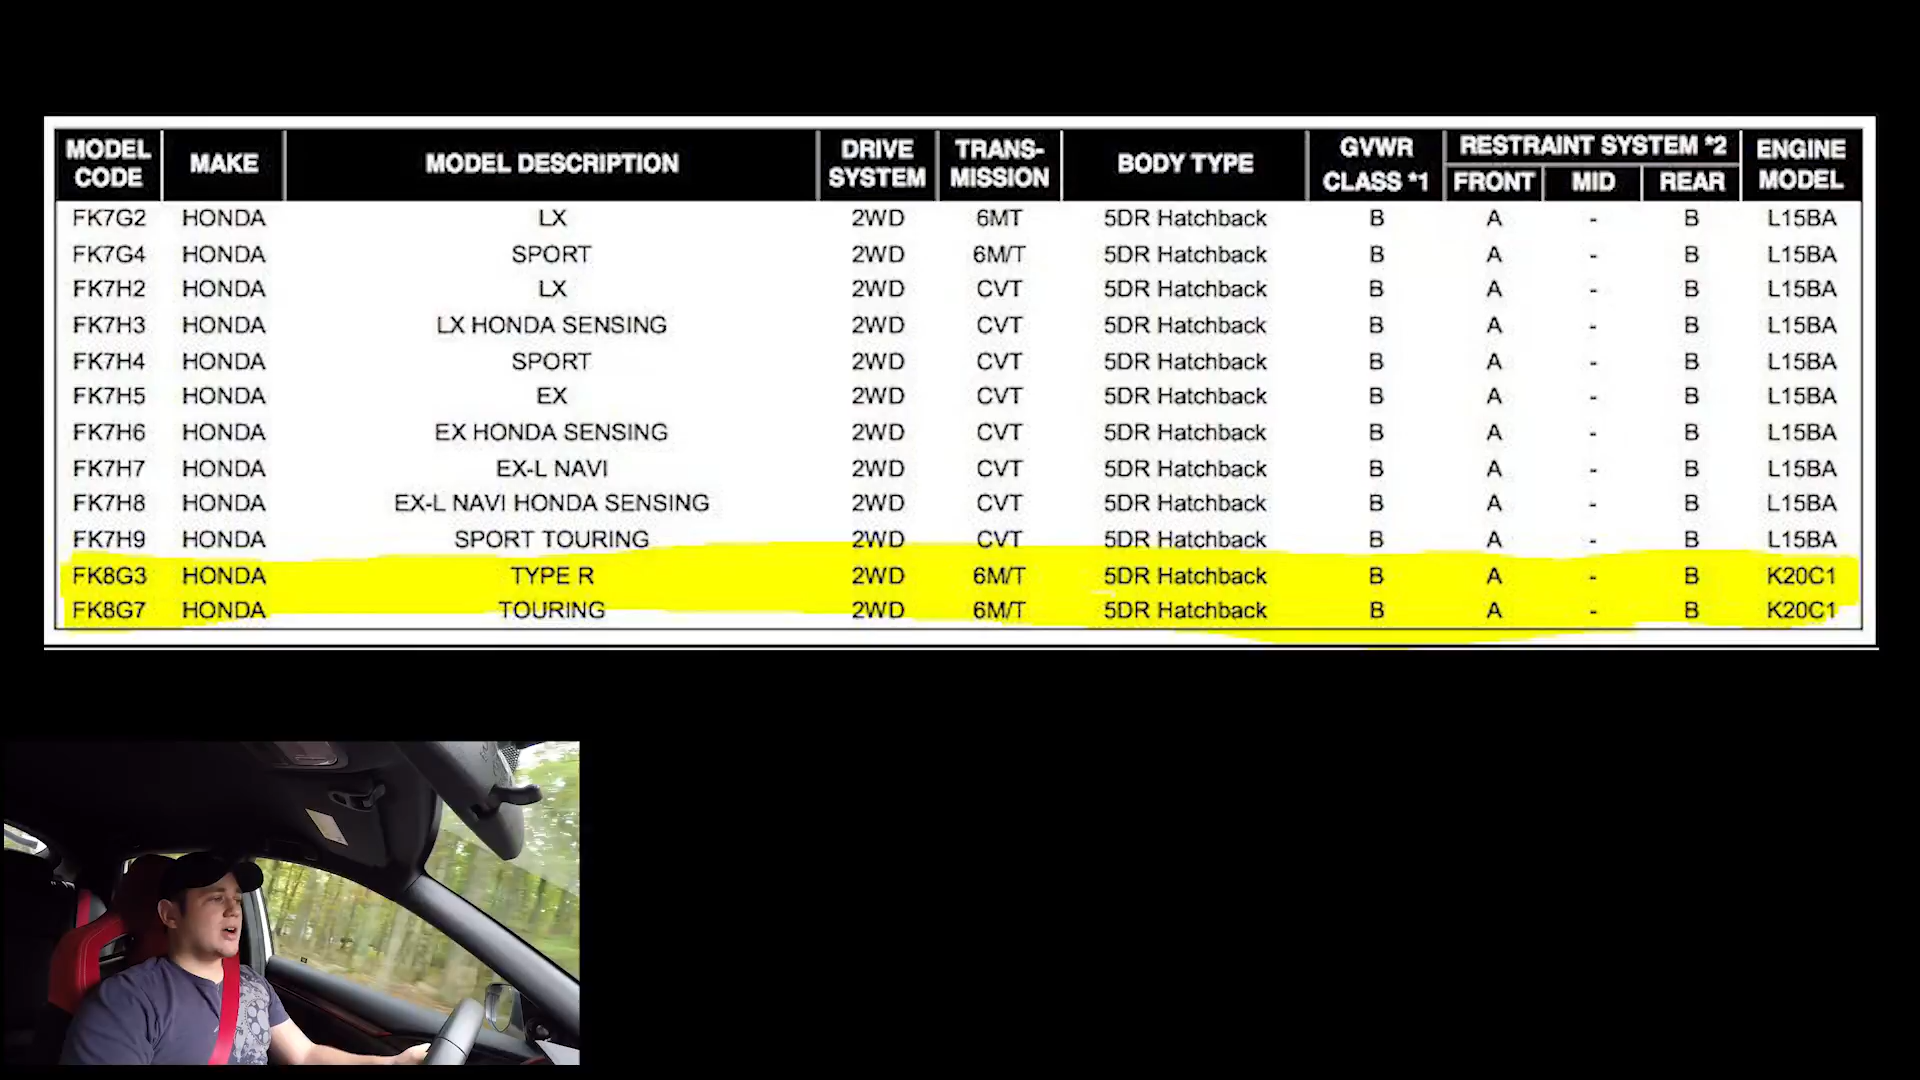 MODEL CODE MAKE MODEL DESCRIPTION DRIVE SYSTEM TRANS-MISSION BODY TYPE GVWR CLASS *1 RESTRAINT SYSTEM *2 FRONT MID REAR ENGINE MODEL
FK7G2 HONDA LX 2WD 6MT 5DR Hatchback B A - B L15BA
FK7G4 HONDA SPORT 2WD 6M/T 5DR Hatchback B A - B L15BA
FK7H2 HONDA LX 2WD CVT 5DR Hatchback B A - B L15BA
FK7H3 HONDA LX HONDA SENSING 2WD CVT 5DR Hatchback B A - B L15BA
FK7H4 HONDA SPORT 2WD CVT 5DR Hatchback B A - B L15BA
FK7H5 HONDA EX 2WD CVT 5DR Hatchback B A - B L15BA
FK7H6 HONDA EX HONDA SENSING 2WD CVT 5DR Hatchback B A - B L15BA
FK7H7 HONDA EX-L NAVI 2WD CVT 5DR Hatchback B A - B L15BA
FK7H8 HONDA EX-L NAVI HONDA SENSING 2WD CVT 5DR Hatchback B A - B L15BA
FK7H9 HONDA SPORT TOURING 2WD CVT 5DR Hatchback B A - B L15BA
FK8G3 HONDA TYPE R 2WD 6M/T 5DR Hatchback B A - B K20C1
FK8G7 HONDA TOURING 2WD 6M/T 5DR Hatchback B A - B K20C1